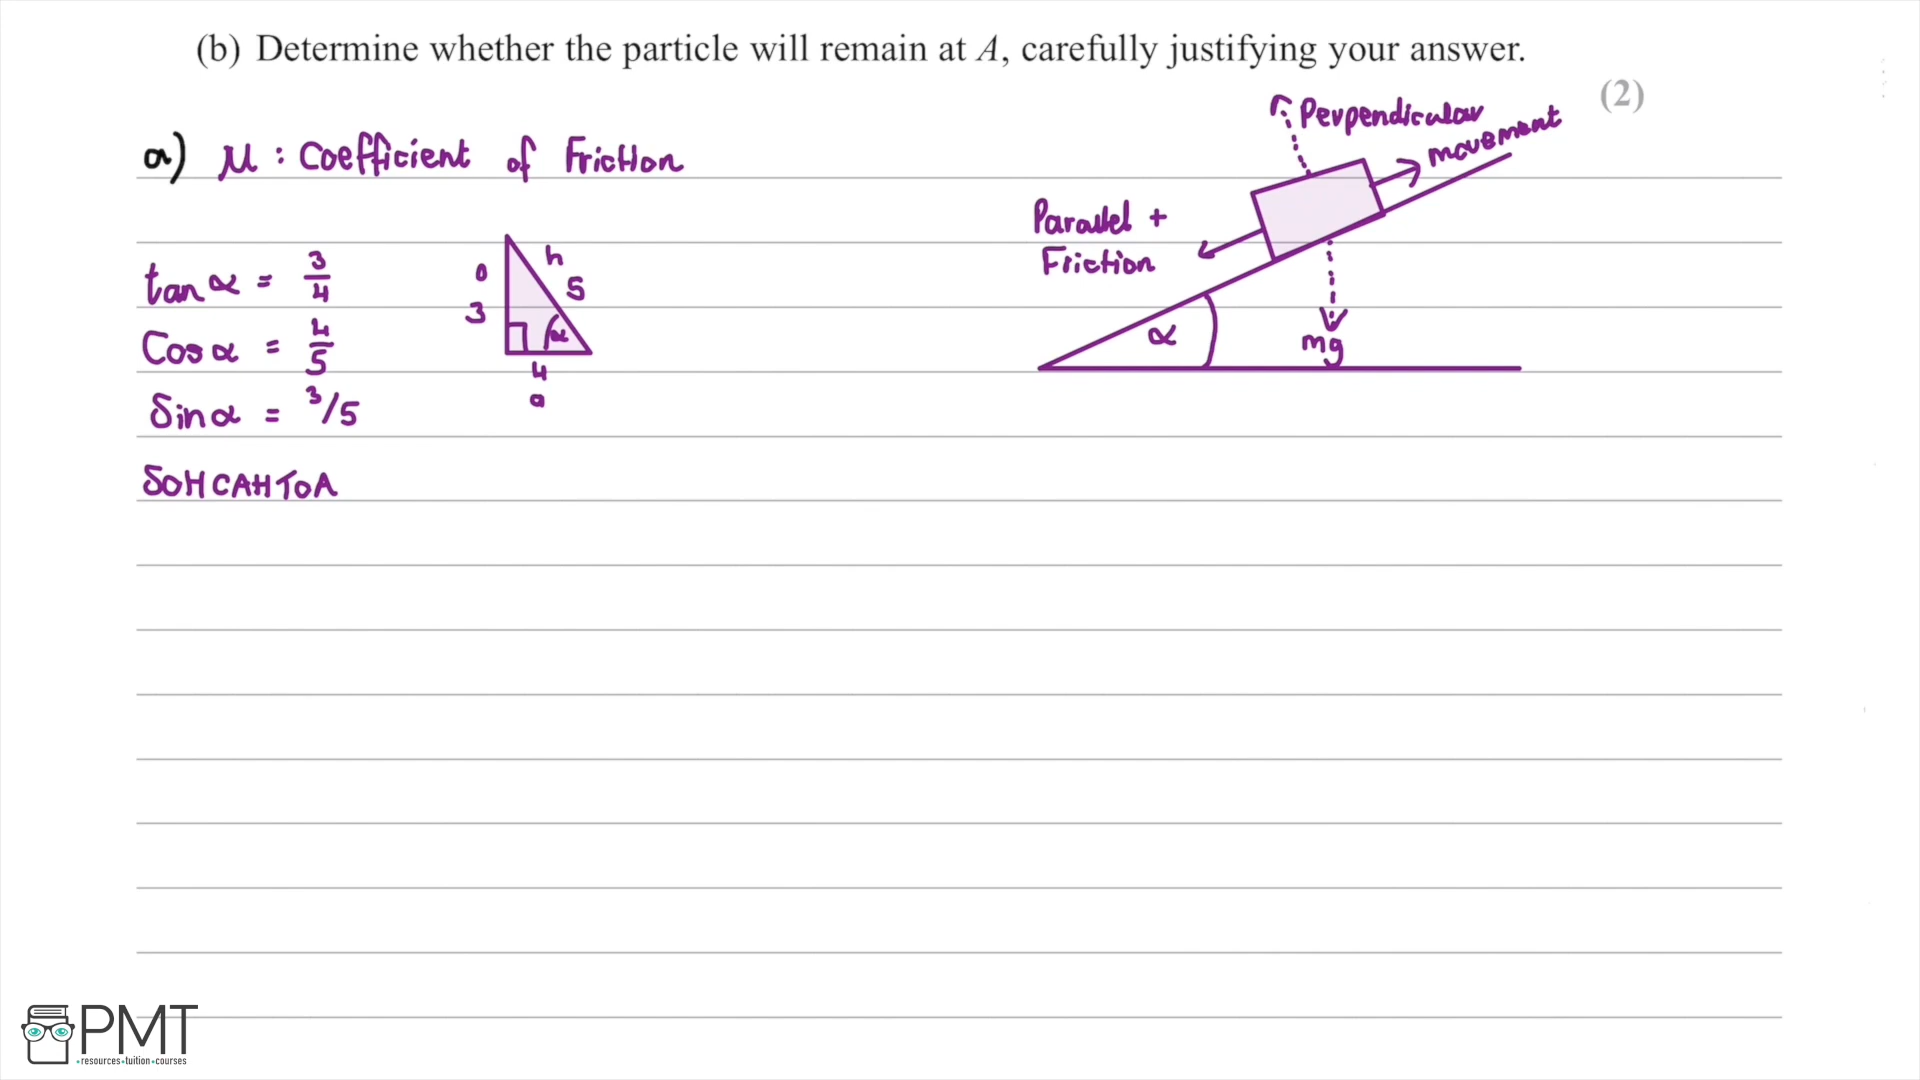 (b) Determine whether the particle will remain at A, carefully justifying your answer.
(2)
a) μ : Coefficient of Friction
Perpendicular
movement
Parallel +
Friction
α
mg
tan α = 3/4
Cos α = 4/5
Sin α = 3/5
o
h
3
5
α
4
a
SOHCAHTOA
PMT
•resources•tuition•courses